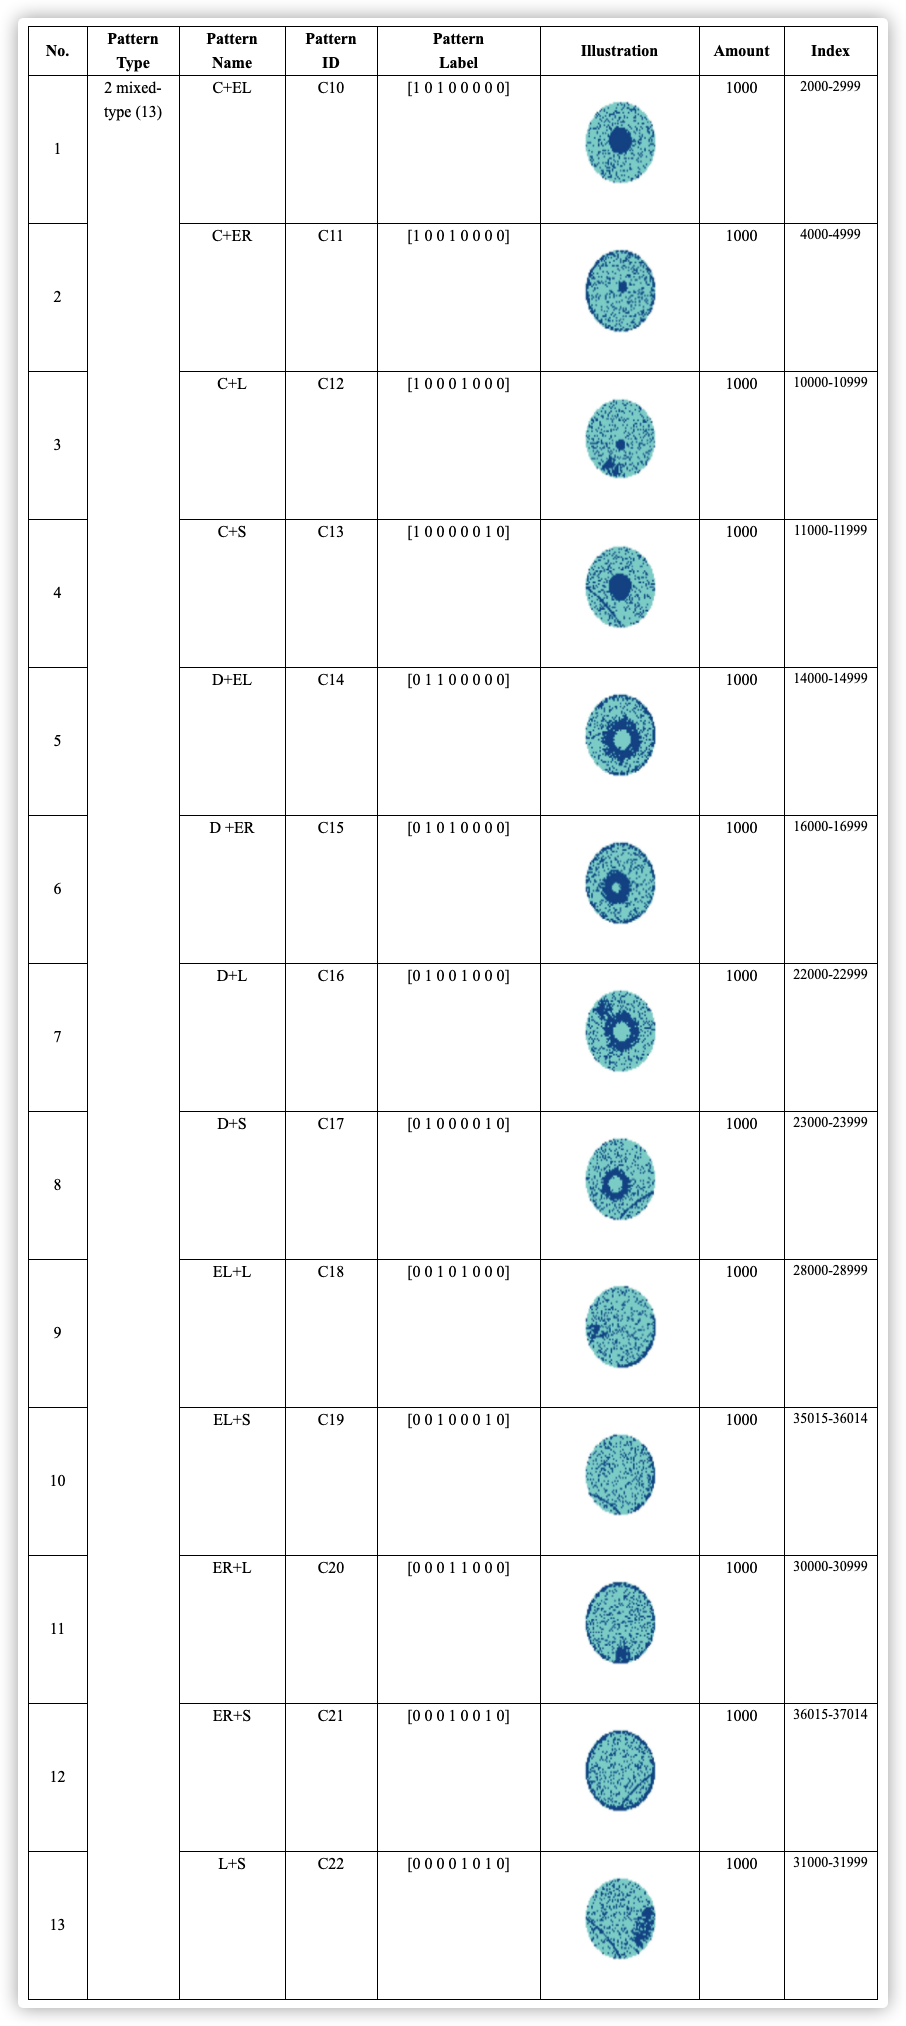 No. Pattern Type Pattern Name Pattern ID Pattern Label Illustration Amount Index
1 2 mixed-type (13) C+EL C10 [1 0 1 0 0 0 0 0] 1000 2000-2999
2 C+ER C11 [1 0 0 1 0 0 0 0] 1000 4000-4999
3 C+L C12 [1 0 0 0 1 0 0 0] 1000 10000-10999
4 C+S C13 [1 0 0 0 0 0 1 0] 1000 11000-11999
5 D+EL C14 [0 1 1 0 0 0 0 0] 1000 14000-14999
6 D +ER C15 [0 1 0 1 0 0 0 0] 1000 16000-16999
7 D+L C16 [0 1 0 0 1 0 0 0] 1000 22000-22999
8 D+S C17 [0 1 0 0 0 0 1 0] 1000 23000-23999
9 EL+L C18 [0 0 1 0 1 0 0 0] 1000 28000-28999
10 EL+S C19 [0 0 1 0 0 0 1 0] 1000 35015-36014
11 ER+L C20 [0 0 0 1 1 0 0 0] 1000 30000-30999
12 ER+S C21 [0 0 0 1 0 0 1 0] 1000 36015-37014
13 L+S C22 [0 0 0 0 1 0 1 0] 1000 31000-31999